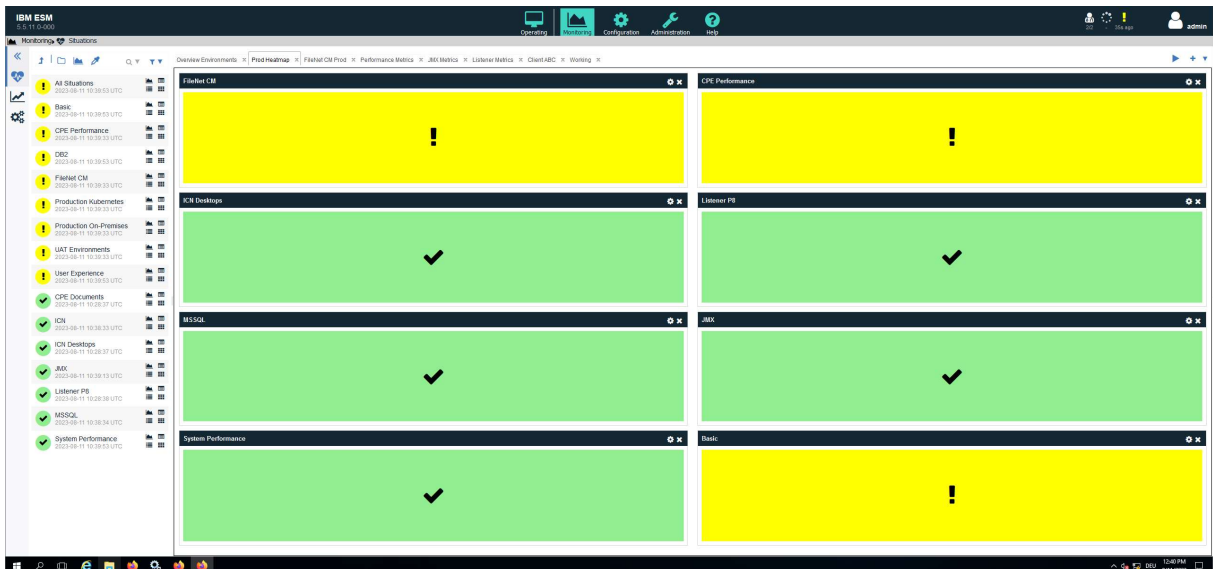 IBM ESM
5.5.11.0-000
Operating
Monitoring
Configuration
Administration
Help
2/2
30s ago
admin
Monitoring Situations
Overview Environments
Prod Heatmap
FileNet CM Prod
Performance Metrics
JMX Metrics
Listener Metrics
Client ABC
Working
All Situations
2023-08-11 10:39:53 UTC
Basic
2023-08-11 10:39:53 UTC
CPE Performance
2023-08-11 10:39:33 UTC
DB2
2023-08-11 10:39:53 UTC
FileNet CM
2023-08-11 10:39:33 UTC
Production Kubernetes
2023-08-11 10:39:33 UTC
Production On-Premises
2023-08-11 10:39:33 UTC
UAT Environments
2023-08-11 10:39:33 UTC
User Experience
2023-08-11 10:39:53 UTC
CPE Documents
2023-08-11 10:28:37 UTC
ICN
2023-08-11 10:38:33 UTC
ICN Desktops
2023-08-11 10:28:37 UTC
JMX
2023-08-11 10:39:13 UTC
Listener P8
2023-08-11 10:28:38 UTC
MSSQL
2023-08-11 10:38:34 UTC
System Performance
2023-08-11 10:39:53 UTC
FileNet CM
CPE Performance
ICN Desktops
Listener P8
MSSQL
JMX
System Performance
Basic
DEU
12:40 PM